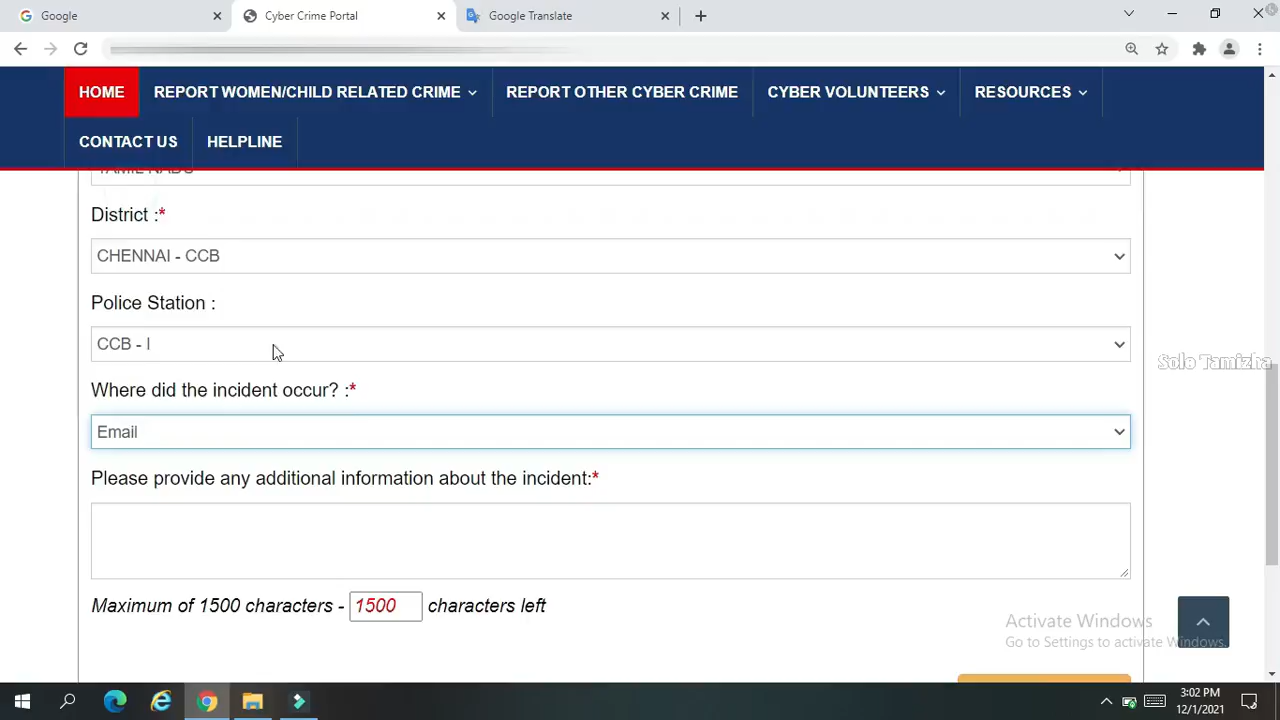 Google
Cyber Crime Portal
Google Translate
HOME
REPORT WOMEN/CHILD RELATED CRIME
REPORT OTHER CYBER CRIME
CYBER VOLUNTEERS
RESOURCES
CONTACT US
HELPLINE
TAMIL NADU
District :*
CHENNAI - CCB
Police Station :
CCB - I
Solo Tamizha
Where did the incident occur? :*
Email
Please provide any additional information about the incident:*
Maximum of 1500 characters - 1500 characters left
Activate Windows
Go to Settings to activate Windows.
3:02 PM
12/1/2021